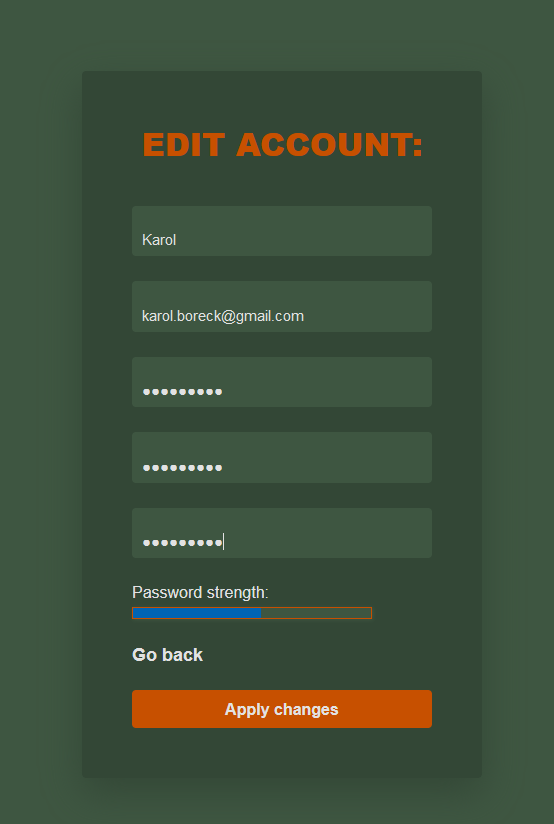 EDIT ACCOUNT:
Karol
karol.boreck@gmail.com
•••••••••
•••••••••
•••••••••
Password strength:
Go back
Apply changes